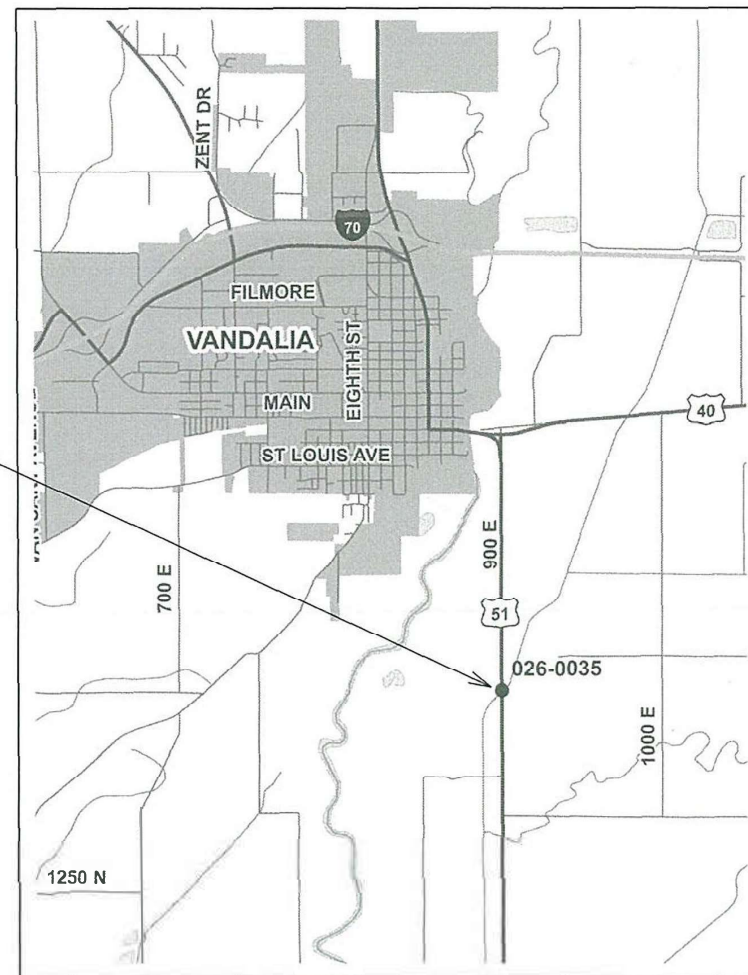 ZENT DR
70
FILMORE
VANDALIA
EIGHTH ST
MAIN
40
ST LOUIS AVE
900 E
700 E
51
026-0035
1000 E
1250 N